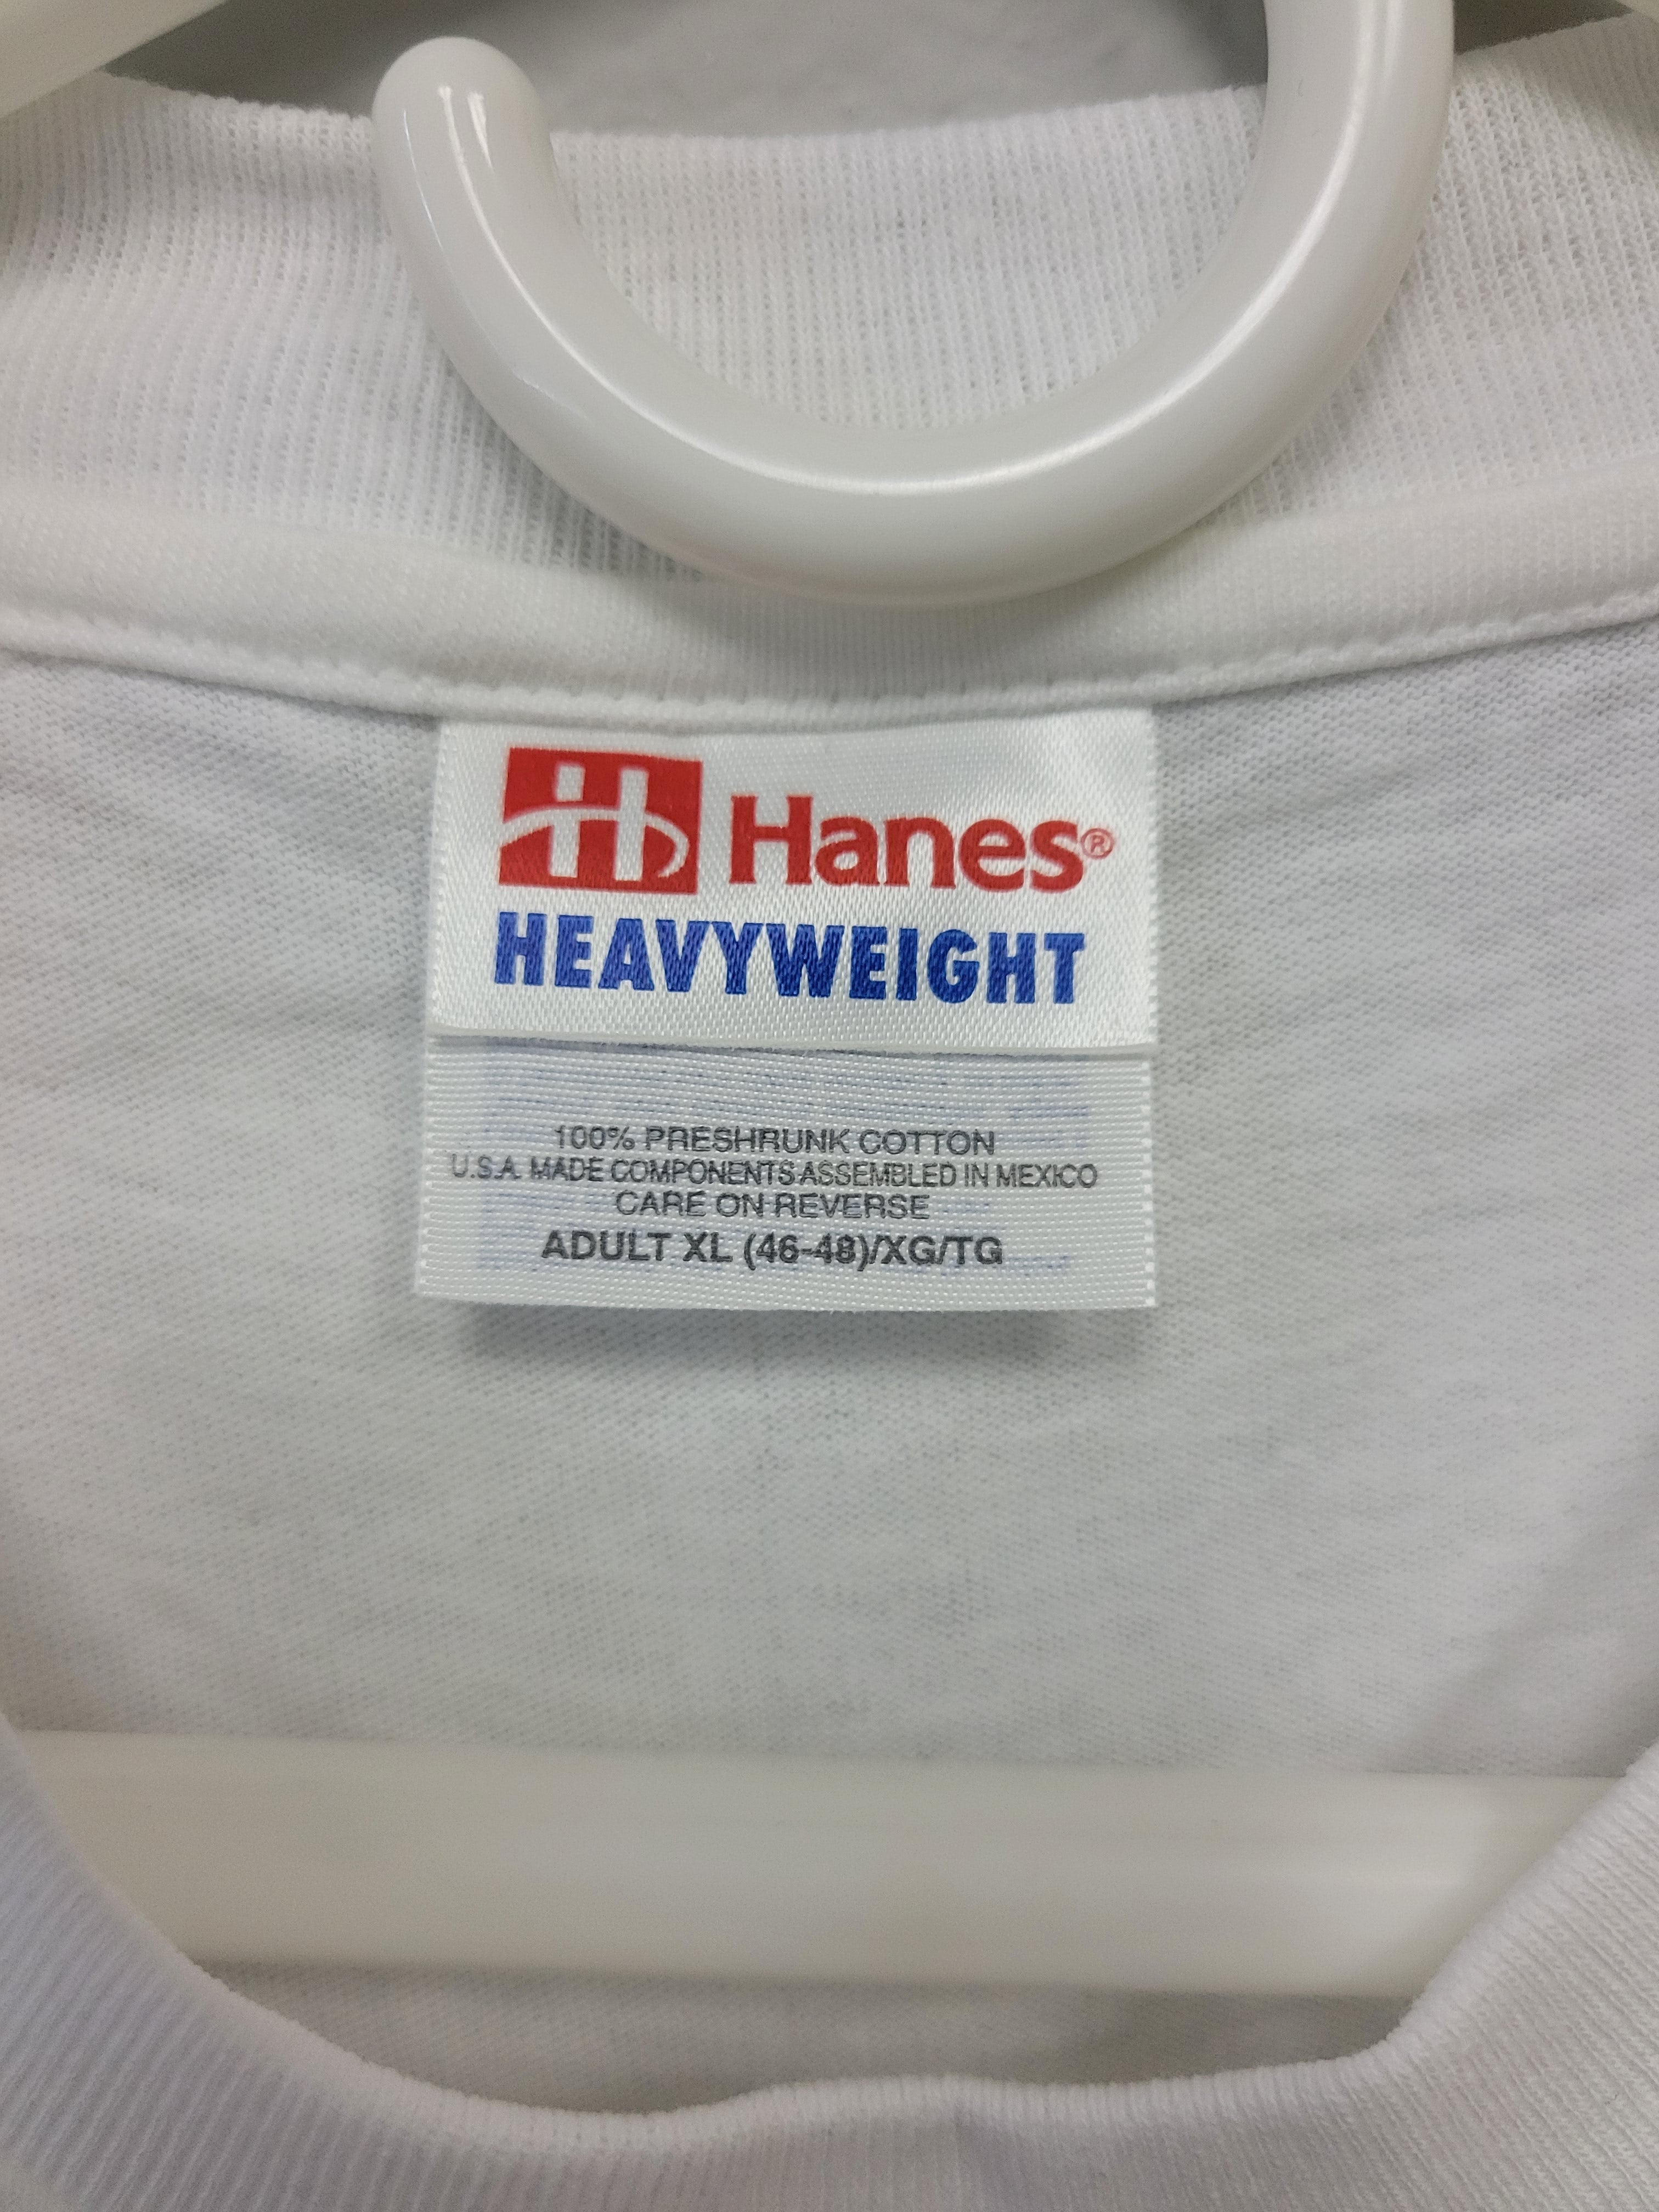 H Hanes®
HEAVYWEIGHT
100% PRESHRUNK COTTON
U.S.A. MADE COMPONENTS ASSEMBLED IN MEXICO
CARE ON REVERSE
ADULT XL (46-48)/XG/TG